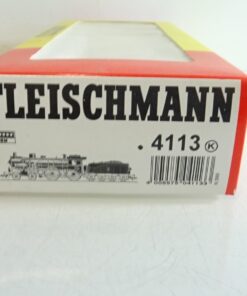 FLEISCHMANN
. 4113 K